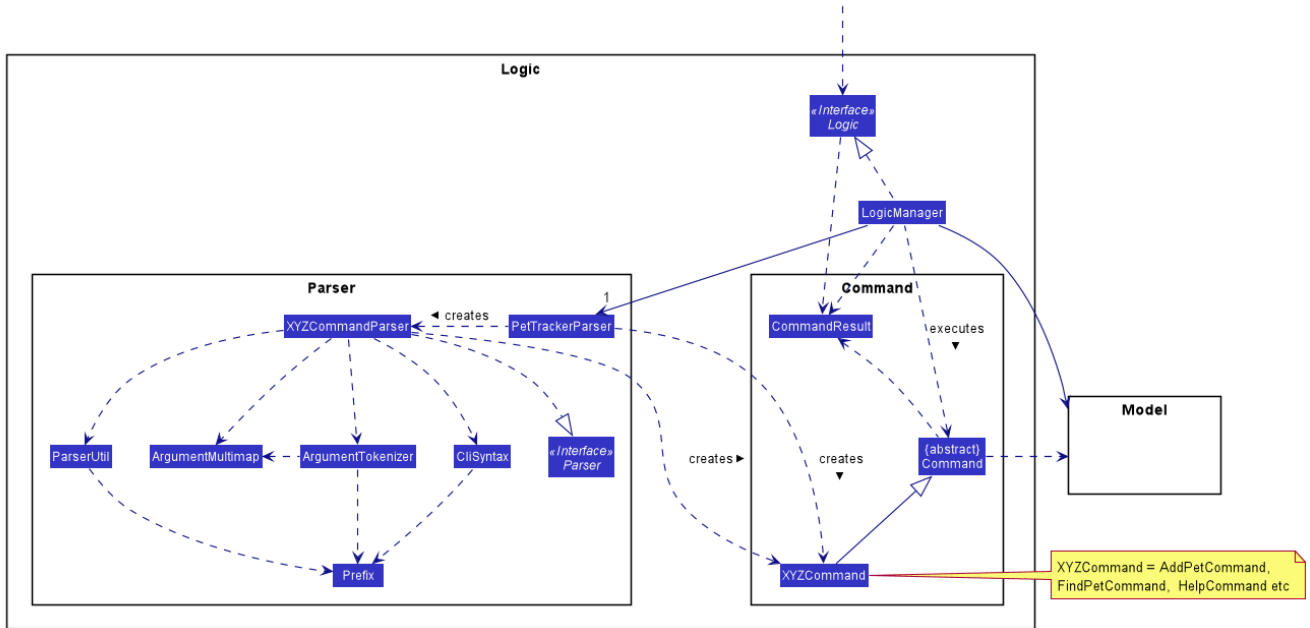 Logic
«Interface»
Logic
LogicManager
Parser
Command
1
XYZCommandParser
◄ creates
PetTrackerParser
CommandResult
executes
▼
Model
ParserUtil
ArgumentMultimap
ArgumentTokenizer
CliSyntax
«Interface»
Parser
creates ►
creates
▼
{abstract}
Command
Prefix
XYZCommand
XYZCommand = AddPetCommand,
FindPetCommand, HelpCommand etc